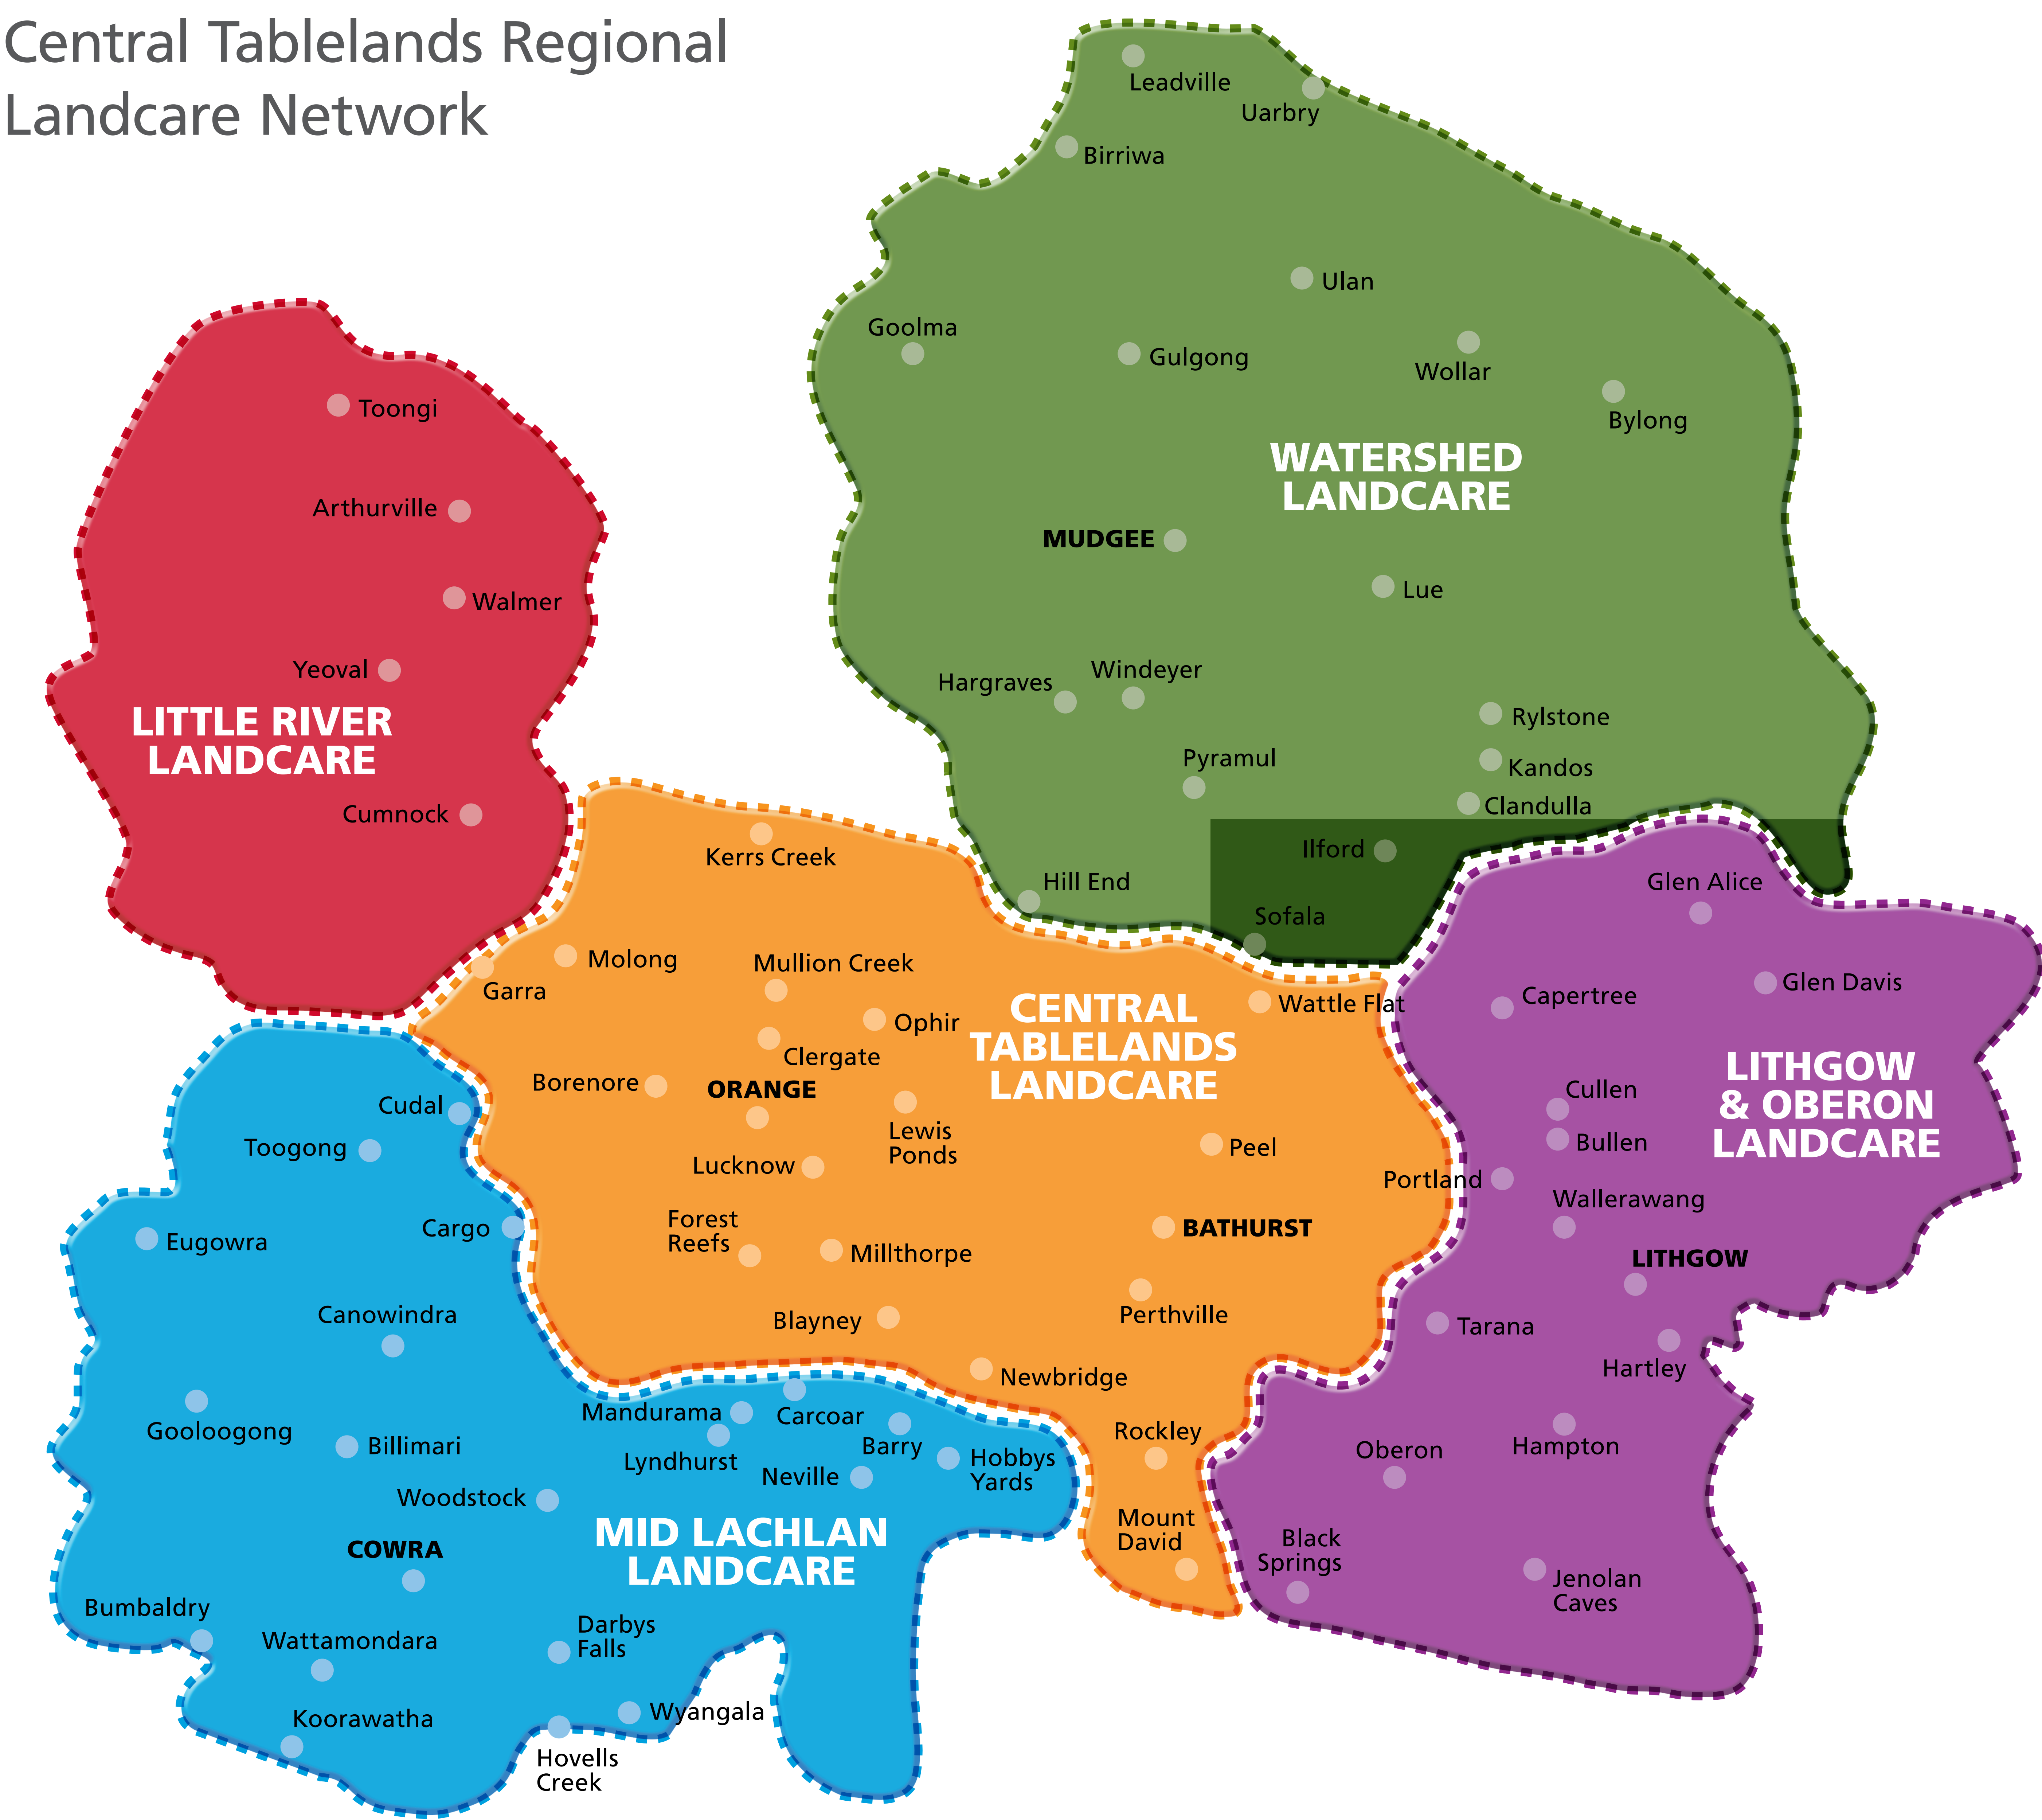 Central Tablelands Regional
Landcare Network
Leadville
Uarbry
Birriwa
Ulan
Goolma
Gulgong
Wollar
Bylong
WATERSHED
LANDCARE
MUDGEE
Lue
Hargraves
Windeyer
Rylstone
Pyramul
Kandos
Clandulla
Ilford
Hill End
Sofala
Toongi
Arthurville
Walmer
Yeoval
LITTLE RIVER
LANDCARE
Cumnock
Kerrs Creek
Molong
Garra
Mullion Creek
Ophir
Clergate
CENTRAL
TABLELANDS
LANDCARE
Wattle Flat
Borenore
ORANGE
Lewis
Ponds
Lucknow
Peel
Forest
Reefs
Millthorpe
BATHURST
Blayney
Perthville
Newbridge
Rockley
Mount
David
Glen Alice
Glen Davis
Capertree
LITHGOW
& OBERON
LANDCARE
Cullen
Bullen
Portland
Wallerawang
LITHGOW
Tarana
Hartley
Oberon
Hampton
Black
Springs
Jenolan
Caves
Cudal
Toogong
Cargo
Eugowra
Canowindra
Gooloogong
Billimari
Mandurama
Carcoar
Lyndhurst
Barry
Neville
Hobbys
Yards
Woodstock
MID LACHLAN
LANDCARE
COWRA
Bumbaldry
Wattamondara
Darbys
Falls
Koorawatha
Wyangala
Hovells
Creek